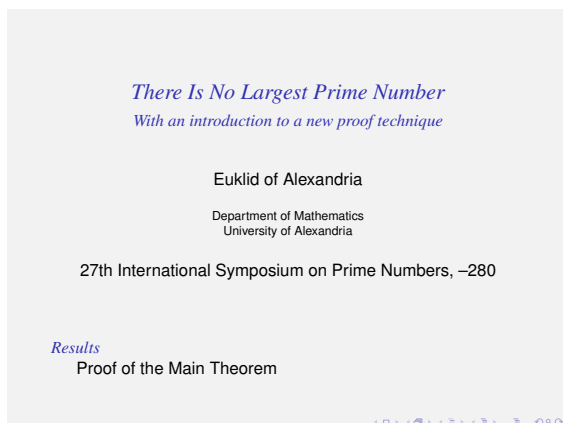 There Is No Largest Prime Number
With an introduction to a new proof technique
Euklid of Alexandria
Department of Mathematics
University of Alexandria
27th International Symposium on Prime Numbers, –280
Results
Proof of the Main Theorem